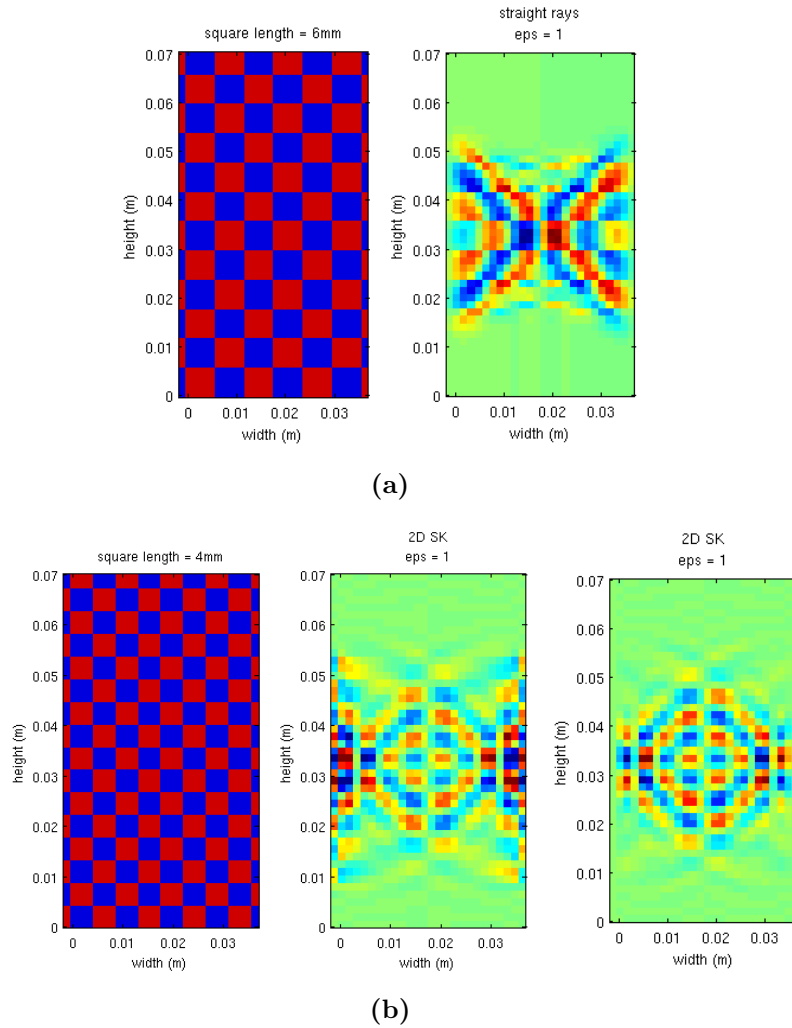 square length = 6mm
0.07
0.06
0.05
0.04
0.03
0.02
0.01
0
height (m)
0 0.01 0.02 0.03
width (m)
straight rays
eps = 1
0.07
0.06
0.05
0.04
0.03
0.02
0.01
0
height (m)
0 0.01 0.02 0.03
width (m)
(a)
square length = 4mm
0.07
0.06
0.05
0.04
0.03
0.02
0.01
0
height (m)
0 0.01 0.02 0.03
width (m)
2D SK
eps = 1
0.07
0.06
0.05
0.04
0.03
0.02
0.01
0
height (m)
0 0.01 0.02 0.03
width (m)
2D SK
eps = 1
0.07
0.06
0.05
0.04
0.03
0.02
0.01
0
height (m)
0 0.01 0.02 0.03
width (m)
(b)